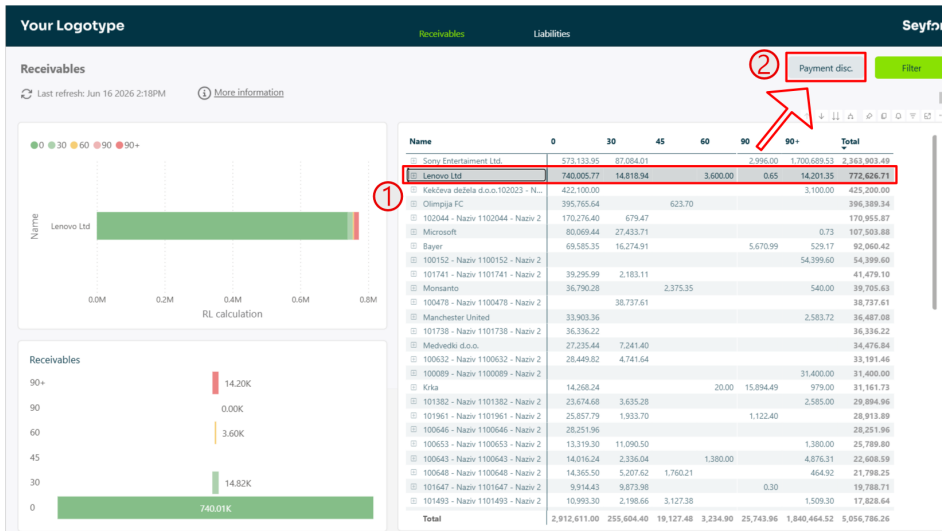 Your Logotype
Receivables Liabilities
Seyfor
Receivables
② Payment disc. Filter
Last refresh: Jun 16 2026 2:18PM More information
0 30 60 90 90+
Name
Lenovo Ltd
0.0M 0.2M 0.4M 0.6M 0.8M
RL calculation
Receivables
90+ 14.20K
90 0.00K
60 3.60K
45
30 14.82K
0 740.01K
①
Name 0 30 45 60 90 90+ Total
Sony Entertaiment Ltd. 573,133.95 87,084.01 2,996.00 1,700,689.53 2,363,903.49
Lenovo Ltd 740,005.77 14,818.94 3,600.00 0.65 14,201.35 772,626.71
Kekčeva dežela d.o.o.102023 - N... 422,100.00 3,100.00 425,200.00
Olimpija FC 395,765.64 623.70 396,389.34
102044 - Naziv 1102044 - Naziv 2 170,276.40 679.47 170,955.87
Microsoft 80,069.44 27,433.71 0.73 107,503.88
Bayer 69,585.35 16,274.91 5,670.99 529.17 92,060.42
100152 - Naziv 1100152 - Naziv 2 54,399.60 54,399.60
101741 - Naziv 1101741 - Naziv 2 39,295.99 2,183.11 41,479.10
Monsanto 36,790.28 2,375.35 540.00 39,705.63
100478 - Naziv 1100478 - Naziv 2 38,737.61 38,737.61
Manchester United 33,903.36 2,583.72 36,487.08
101738 - Naziv 1101738 - Naziv 2 36,336.22 36,336.22
Medvedki d.o.o. 27,235.44 7,241.40 34,476.84
100632 - Naziv 1100632 - Naziv 2 28,449.82 4,741.64 33,191.46
100089 - Naziv 1100089 - Naziv 2 31,400.00 31,400.00
Krka 14,268.24 20.00 15,894.49 979.00 31,161.73
101382 - Naziv 1101382 - Naziv 2 23,674.68 3,635.28 2,585.00 29,894.96
101961 - Naziv 1101961 - Naziv 2 25,857.79 1,933.70 1,122.40 28,913.89
100646 - Naziv 1100646 - Naziv 2 28,251.96 28,251.96
100653 - Naziv 1100653 - Naziv 2 13,319.30 11,090.50 1,380.00 25,789.80
100643 - Naziv 1100643 - Naziv 2 14,016.24 2,336.04 1,380.00 4,876.31 22,608.59
100648 - Naziv 1100648 - Naziv 2 14,365.50 5,207.62 1,760.21 464.92 21,798.25
101647 - Naziv 1101647 - Naziv 2 9,914.43 9,873.98 0.30 19,788.71
101493 - Naziv 1101493 - Naziv 2 10,993.30 2,198.66 3,127.38 1,509.30 17,828.64
Total 2,912,611.00 255,604.40 19,127.48 3,234.90 25,743.96 1,840,464.52 5,056,786.26